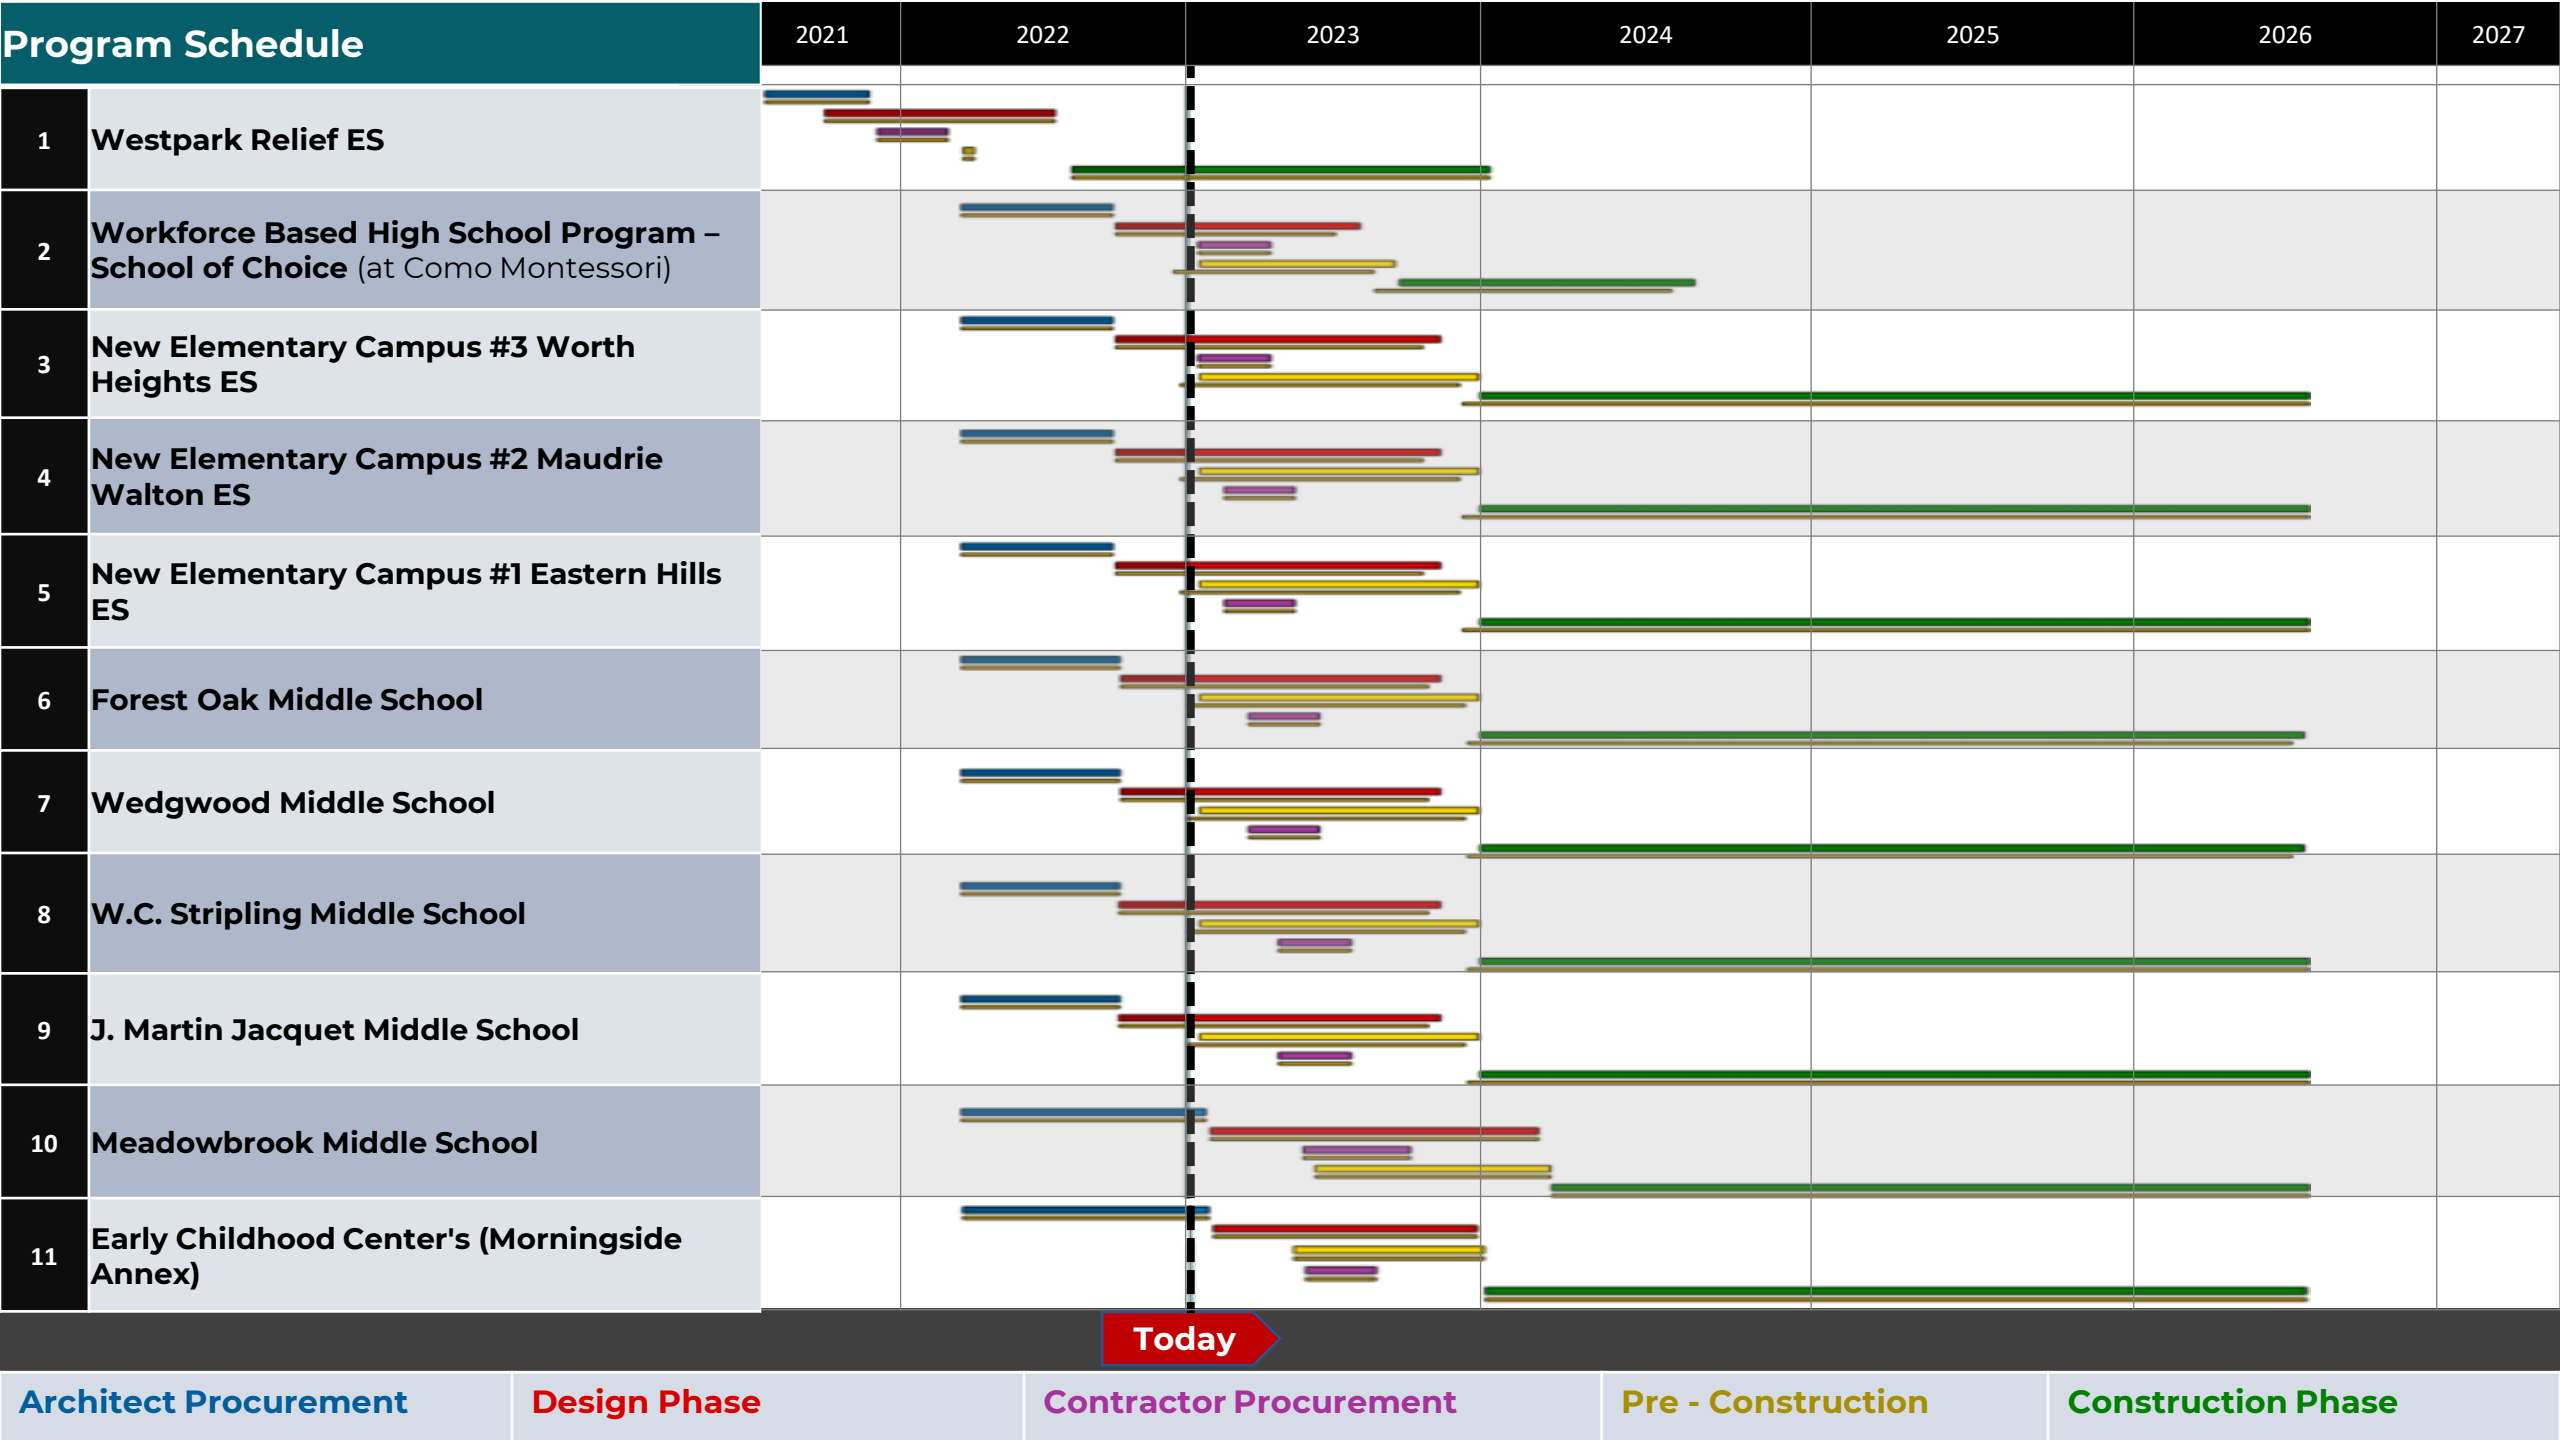 Program Schedule
2021 2022 2023 2024 2025 2026 2027
1 Westpark Relief ES
2 Workforce Based High School Program –
School of Choice (at Como Montessori)
3 New Elementary Campus #3 Worth
Heights ES
4 New Elementary Campus #2 Maudrie
Walton ES
5 New Elementary Campus #1 Eastern Hills
ES
6 Forest Oak Middle School
7 Wedgwood Middle School
8 W.C. Stripling Middle School
9 J. Martin Jacquet Middle School
10 Meadowbrook Middle School
11 Early Childhood Center's (Morningside
Annex)
Today
Architect Procurement Design Phase Contractor Procurement Pre - Construction Construction Phase